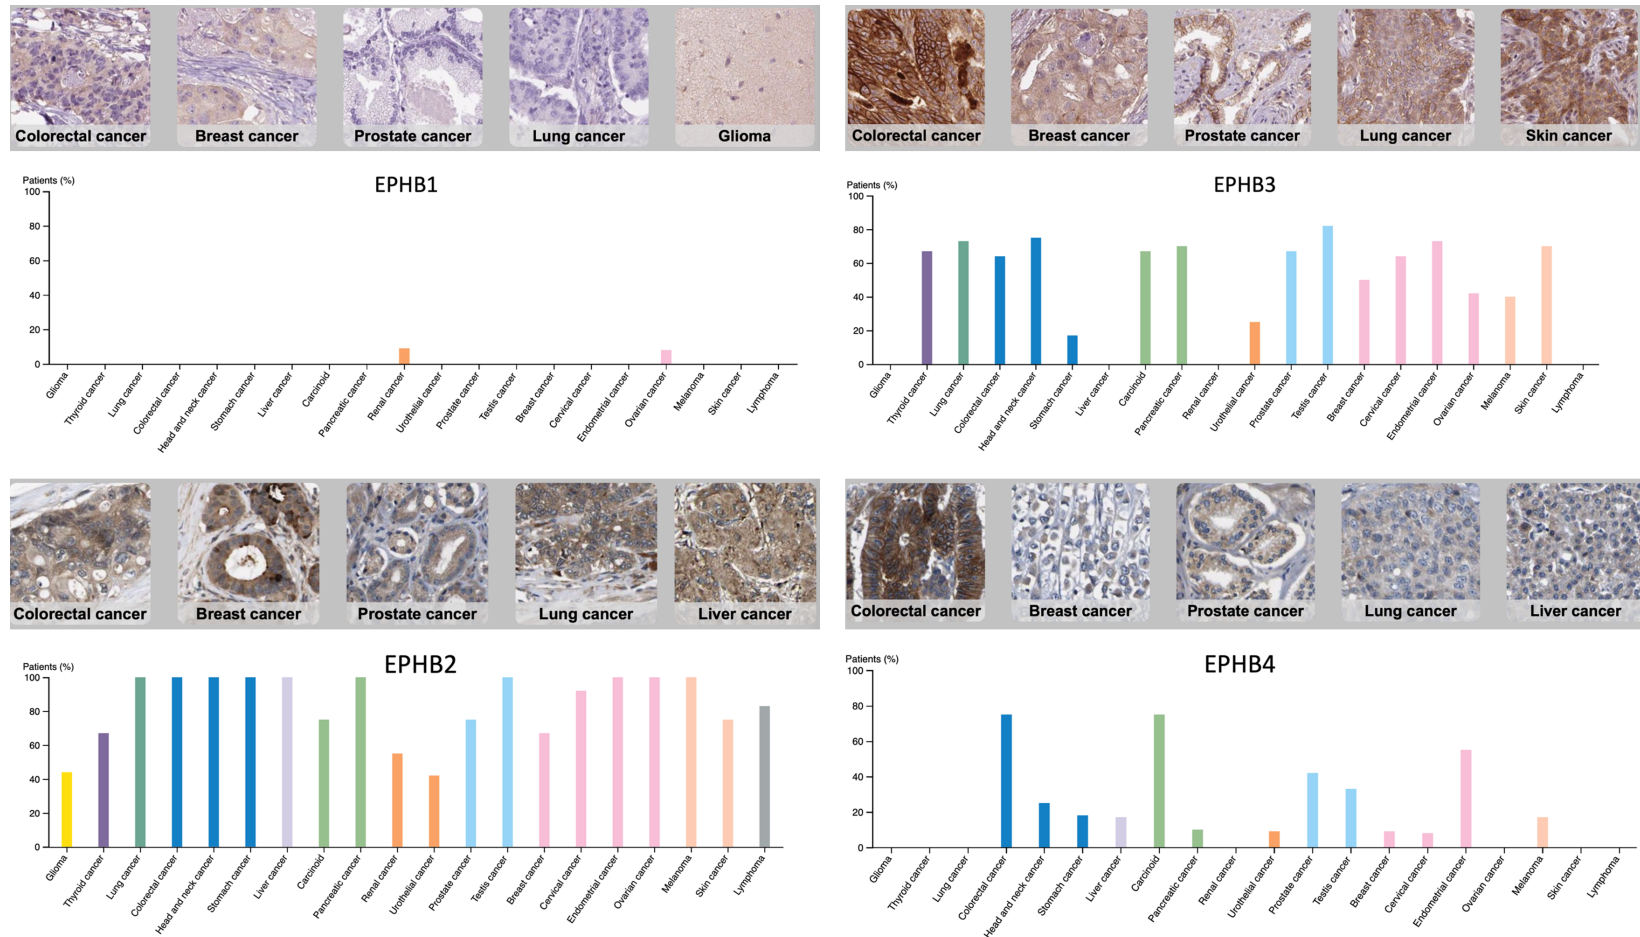 Colorectal cancer
Breast cancer
Prostate cancer
Lung cancer
Glioma
Patients (%)
EPHB1
100
80
60
40
20
0
Glioma
Thyroid cancer
Lung cancer
Colorectal cancer
Head and neck cancer
Stomach cancer
Liver cancer
Carcinoid
Pancreatic cancer
Renal cancer
Urothelial cancer
Prostate cancer
Testis cancer
Breast cancer
Cervical cancer
Endometrial cancer
Ovarian cancer
Melanoma
Skin cancer
Lymphoma
Colorectal cancer
Breast cancer
Prostate cancer
Lung cancer
Skin cancer
Patients (%)
EPHB3
100
80
60
40
20
0
Glioma
Thyroid cancer
Lung cancer
Colorectal cancer
Head and neck cancer
Stomach cancer
Liver cancer
Carcinoid
Pancreatic cancer
Renal cancer
Urothelial cancer
Prostate cancer
Testis cancer
Breast cancer
Cervical cancer
Endometrial cancer
Ovarian cancer
Melanoma
Skin cancer
Lymphoma
Colorectal cancer
Breast cancer
Prostate cancer
Lung cancer
Liver cancer
Patients (%)
EPHB2
100
80
60
40
20
0
Glioma
Thyroid cancer
Lung cancer
Colorectal cancer
Head and neck cancer
Stomach cancer
Liver cancer
Carcinoid
Pancreatic cancer
Renal cancer
Urothelial cancer
Prostate cancer
Testis cancer
Breast cancer
Cervical cancer
Endometrial cancer
Ovarian cancer
Melanoma
Skin cancer
Lymphoma
Colorectal cancer
Breast cancer
Prostate cancer
Lung cancer
Liver cancer
Patients (%)
EPHB4
100
80
60
40
20
0
Glioma
Thyroid cancer
Lung cancer
Colorectal cancer
Head and neck cancer
Stomach cancer
Liver cancer
Carcinoid
Pancreatic cancer
Renal cancer
Urothelial cancer
Prostate cancer
Testis cancer
Breast cancer
Cervical cancer
Endometrial cancer
Ovarian cancer
Melanoma
Skin cancer
Lymphoma